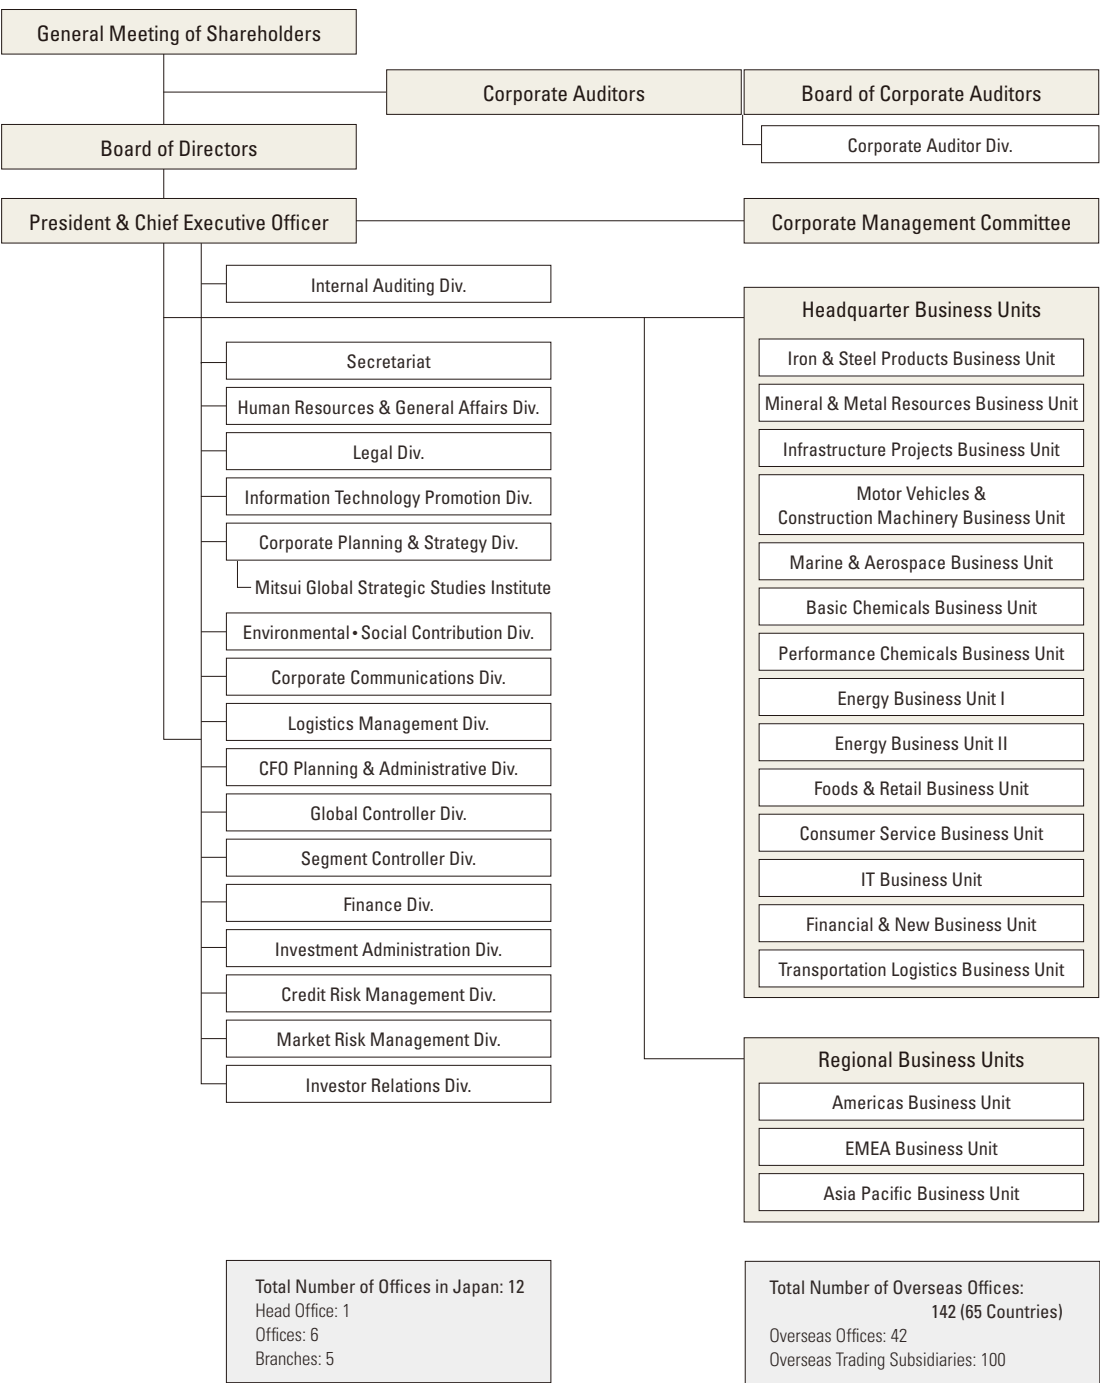 General Meeting of Shareholders
Corporate Auditors
Board of Corporate Auditors
Corporate Auditor Div.
Board of Directors
President & Chief Executive Officer
Corporate Management Committee
Internal Auditing Div.
Secretariat
Human Resources & General Affairs Div.
Legal Div.
Information Technology Promotion Div.
Corporate Planning & Strategy Div.
Mitsui Global Strategic Studies Institute
Environmental•Social Contribution Div.
Corporate Communications Div.
Logistics Management Div.
CFO Planning & Administrative Div.
Global Controller Div.
Segment Controller Div.
Finance Div.
Investment Administration Div.
Credit Risk Management Div.
Market Risk Management Div.
Investor Relations Div.
Headquarter Business Units
Iron & Steel Products Business Unit
Mineral & Metal Resources Business Unit
Infrastructure Projects Business Unit
Motor Vehicles &
Construction Machinery Business Unit
Marine & Aerospace Business Unit
Basic Chemicals Business Unit
Performance Chemicals Business Unit
Energy Business Unit I
Energy Business Unit II
Foods & Retail Business Unit
Consumer Service Business Unit
IT Business Unit
Financial & New Business Unit
Transportation Logistics Business Unit
Regional Business Units
Americas Business Unit
EMEA Business Unit
Asia Pacific Business Unit
Total Number of Offices in Japan: 12
Head Office: 1
Offices: 6
Branches: 5
Total Number of Overseas Offices:
142 (65 Countries)
Overseas Offices: 42
Overseas Trading Subsidiaries: 100